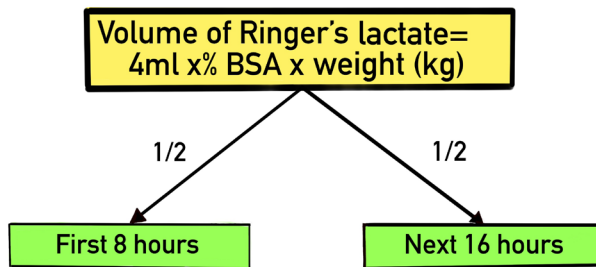 Volume of Ringer's lactate=
4ml x% BSA x weight (kg)
1/2
1/2
First 8 hours
Next 16 hours